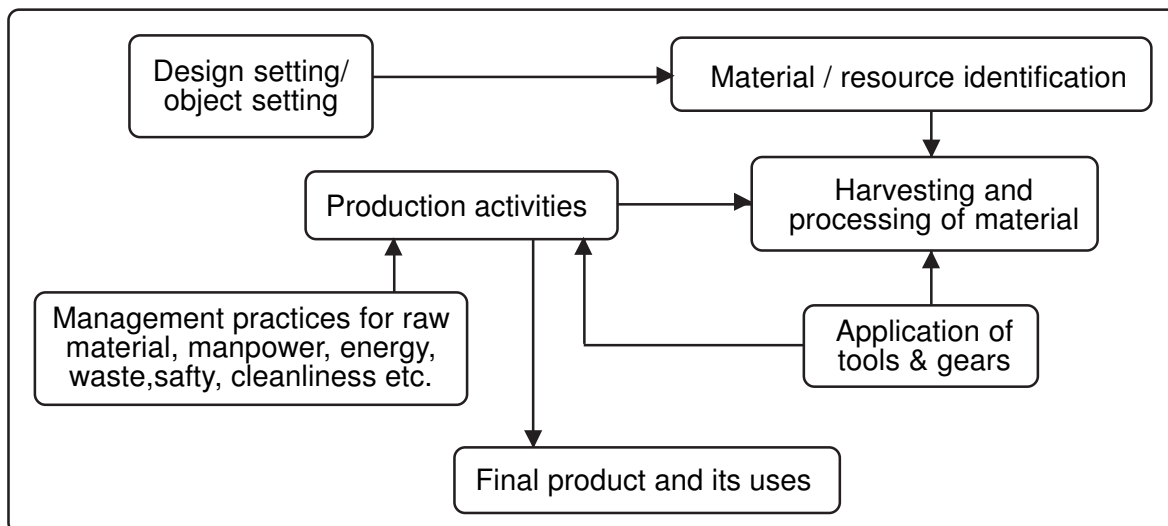 Design setting/
object setting
Material / resource identification
Production activities
Harvesting and
processing of material
Management practices for raw
material, manpower, energy,
waste,safty, cleanliness etc.
Application of
tools & gears
Final product and its uses